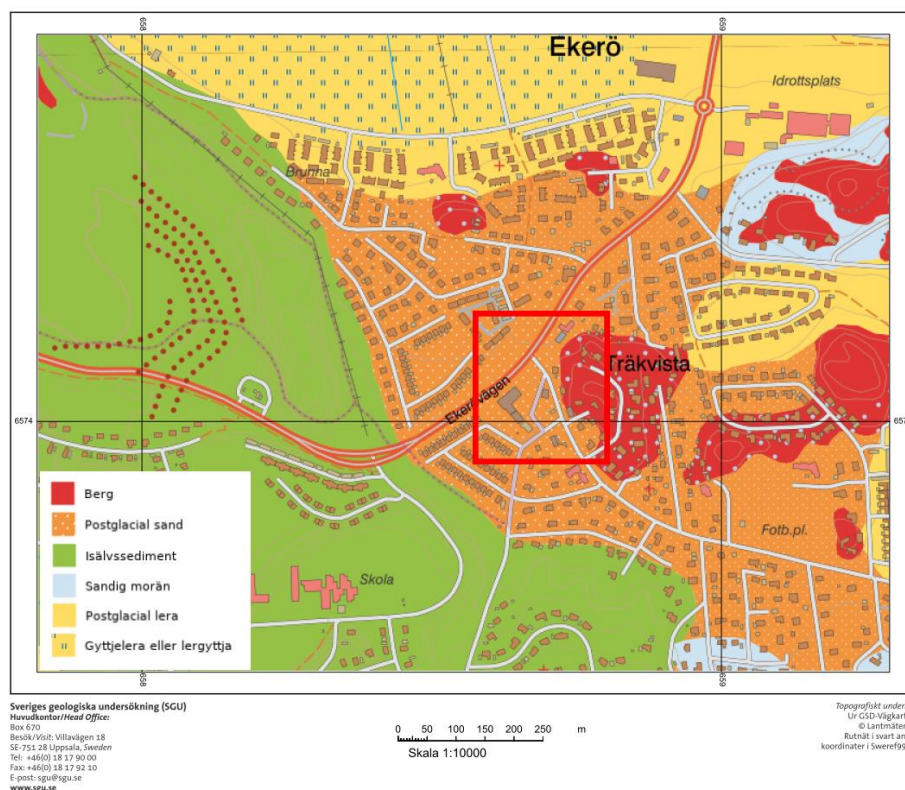 658
659
Ekerö
Idrottsplats
Brunna
Träkvista
Ekerövägen
6574
657
Berg
Postglacial sand
Isälvssediment
Sandig morän
Postglacial lera
Gyttjelera eller lergyttja
Fotb.pl.
Skola
658
659
Sveriges geologiska undersökning (SGU)
Huvudkontor/Head Office:
Box 670
Besök/Visit: Villavägen 18
SE-751 28 Uppsala, Sweden
Tel: +46(0) 18 17 90 00
Fax: +46(0) 18 17 92 10
E-post: sgu@sgu.se
www.sgu.se
0 50 100 150 200 250 m
Skala 1:10000
Topografiskt under
Ur GSD-Vägkart
© Lantmäter
Rutnät i svart an
koordinater i Sweref99